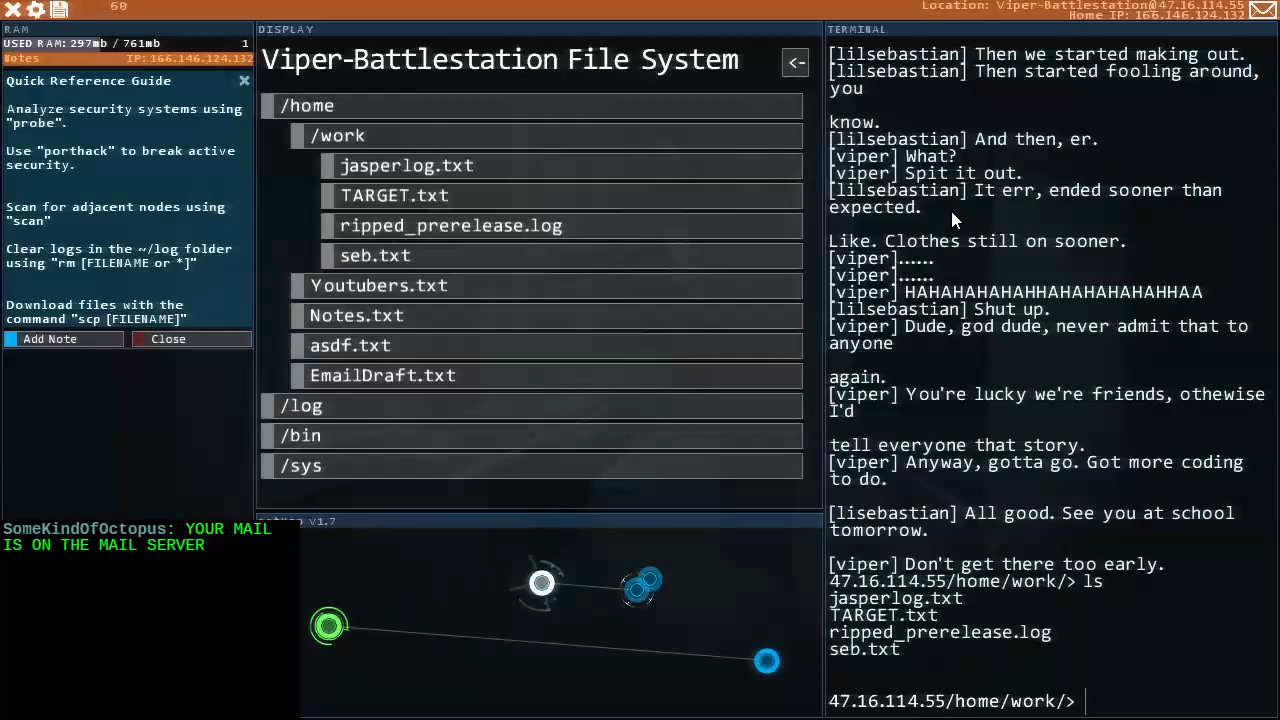 60
Location: Viper-Battlestation@47.16.114.55
Home IP: 166.146.124.132
RAM
USED RAM: 297mb / 761mb 1
Notes IP: 166.146.124.132
Quick Reference Guide
Analyze security systems using
"probe".
Use "porthack" to break active
security.
Scan for adjacent nodes using
"scan"
Clear logs in the ~/log folder
using "rm [FILENAME or *]"
Download files with the
command "scp [FILENAME]"
Add Note Close
SomeKindOfOctopus: YOUR MAIL
IS ON THE MAIL SERVER
DISPLAY
Viper-Battlestation File System
<-
/home
/work
jasperlog.txt
TARGET.txt
ripped_prerelease.log
seb.txt
Youtubers.txt
Notes.txt
asdf.txt
EmailDraft.txt
/log
/bin
/sys
v1.7
TERMINAL
[lilsebastian] Then we started making out.
[lilsebastian] Then started fooling around,
you
know.
[lilsebastian] And then, er.
[viper] What?
[viper] Spit it out.
[lilsebastian] It err, ended sooner than
expected.
Like. Clothes still on sooner.
[viper]......
[viper]......
[viper] HAHAHAHAHAHHAHAHAHAHAHHAA
[lilsebastian] Shut up.
[viper] Dude, god dude, never admit that to
anyone
again.
[viper] You're lucky we're friends, othewise
I'd
tell everyone that story.
[viper] Anyway, gotta go. Got more coding
to do.
[lisebastian] All good. See you at school
tomorrow.
[viper] Don't get there too early.
47.16.114.55/home/work/> ls
jasperlog.txt
TARGET.txt
ripped_prerelease.log
seb.txt
47.16.114.55/home/work/>